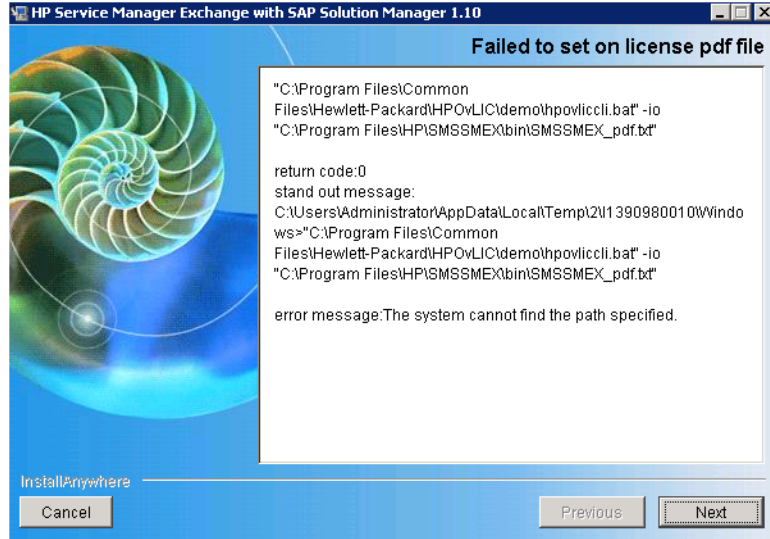 HP Service Manager Exchange with SAP Solution Manager 1.10
Failed to set on license pdf file
"C:\Program Files\Common
Files\Hewlett-Packard\HPOvLIC\demo\hpovliccli.bat" -io
"C:\Program Files\HP\SMSSMEX\bin\SMSSMEX_pdf.txt"
return code:0
stand out message:
C:\Users\Administrator\AppData\Local\Temp\2\I1390980010\Windo
ws>"C:\Program Files\Common
Files\Hewlett-Packard\HPOvLIC\demo\hpovliccli.bat" -io
"C:\Program Files\HP\SMSSMEX\bin\SMSSMEX_pdf.txt"
error message:The system cannot find the path specified.
InstallAnywhere
Cancel
Previous
Next